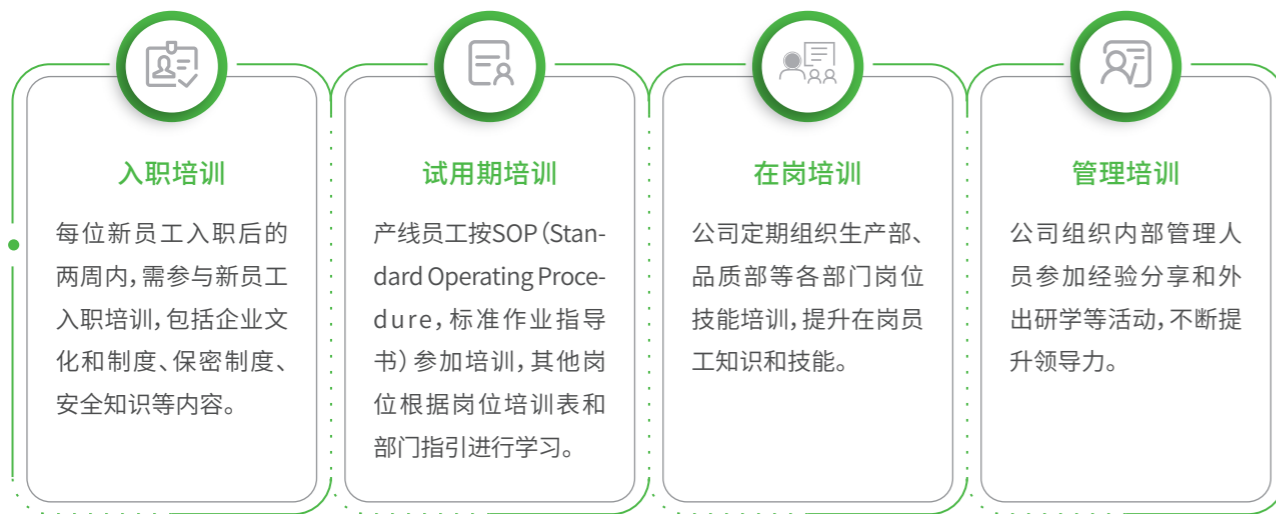 入职培训
每位新员工入职后的
两周内，需参与新员工
入职培训，包括企业文
化和制度、保密制度、
安全知识等内容。
试用期培训
产线员工按SOP（Stan-
dard Operating Proce-
dure，标准作业指导
书）参加培训，其他岗
位根据岗位培训表和
部门指引进行学习。
在岗培训
公司定期组织生产部、
品质部等各部门岗位
技能培训，提升在岗员
工知识和技能。
管理培训
公司组织内部管理人
员参加经验分享和外
出研学等活动，不断提
升领导力。